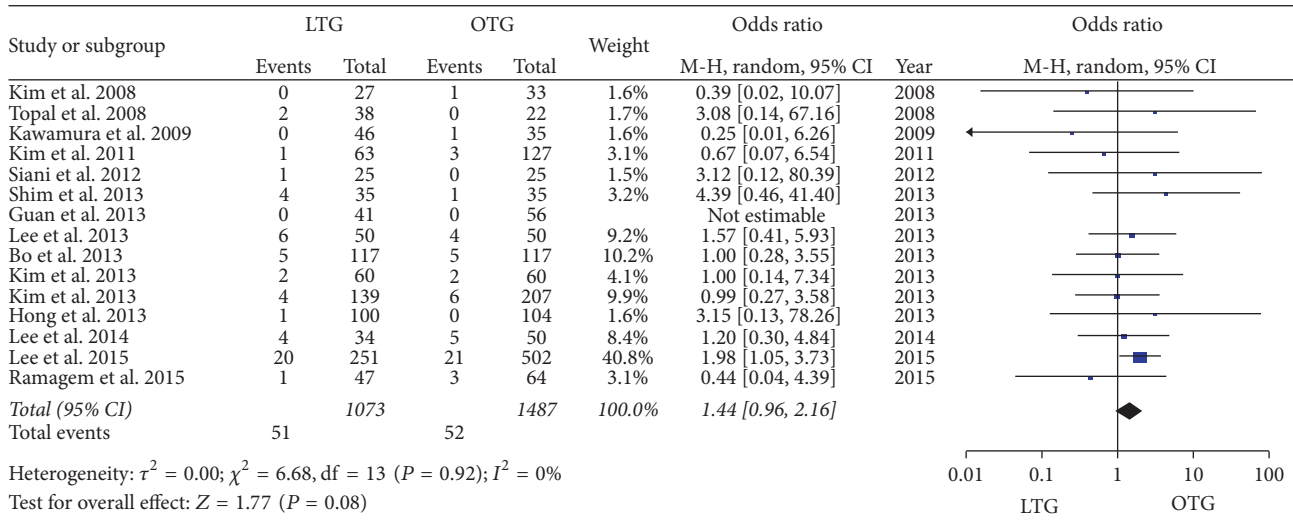 LTG OTG Odds ratio Odds ratio
Study or subgroup Weight
Events Total Events Total M-H, random, 95% CI Year M-H, random, 95% CI
Kim et al. 2008 0 27 1 33 1.6% 0.39 [0.02, 10.07] 2008
Topal et al. 2008 2 38 0 22 1.7% 3.08 [0.14, 67.16] 2008
Kawamura et al. 2009 0 46 1 35 1.6% 0.25 [0.01, 6.26] 2009
Kim et al. 2011 1 63 3 127 3.1% 0.67 [0.07, 6.54] 2011
Siani et al. 2012 1 25 0 25 1.5% 3.12 [0.12, 80.39] 2012
Shim et al. 2013 4 35 1 35 3.2% 4.39 [0.46, 41.40] 2013
Guan et al. 2013 0 41 0 56 Not estimable 2013
Lee et al. 2013 6 50 4 50 9.2% 1.57 [0.41, 5.93] 2013
Bo et al. 2013 5 117 5 117 10.2% 1.00 [0.28, 3.55] 2013
Kim et al. 2013 2 60 2 60 4.1% 1.00 [0.14, 7.34] 2013
Kim et al. 2013 4 139 6 207 9.9% 0.99 [0.27, 3.58] 2013
Hong et al. 2013 1 100 0 104 1.6% 3.15 [0.13, 78.26] 2013
Lee et al. 2014 4 34 5 50 8.4% 1.20 [0.30, 4.84] 2014
Lee et al. 2015 20 251 21 502 40.8% 1.98 [1.05, 3.73] 2015
Ramagem et al. 2015 1 47 3 64 3.1% 0.44 [0.04, 4.39] 2015
Total (95% CI) 1073 1487 100.0% 1.44 [0.96, 2.16]
Total events 51 52
Heterogeneity: τ² = 0.00; χ² = 6.68, df = 13 (P = 0.92); I² = 0%
0.01 0.1 1 10 100
Test for overall effect: Z = 1.77 (P = 0.08)
LTG OTG